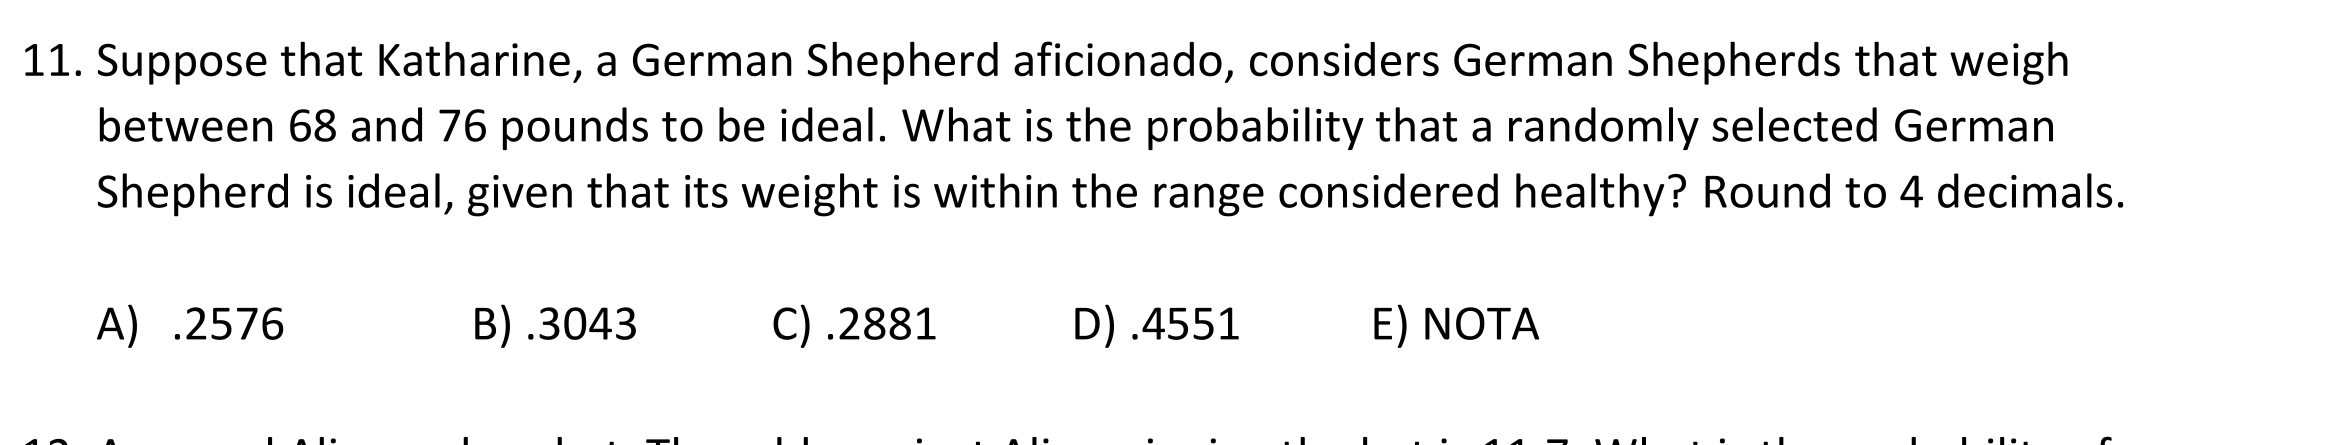 11. Suppose that Katharine, a German Shepherd aficionado, considers German Shepherds that weigh
between 68 and 76 pounds to be ideal. What is the probability that a randomly selected German
Shepherd is ideal, given that its weight is within the range considered healthy? Round to 4 decimals.
A) .2576 B) .3043 C) .2881 D) .4551 E) NOTA